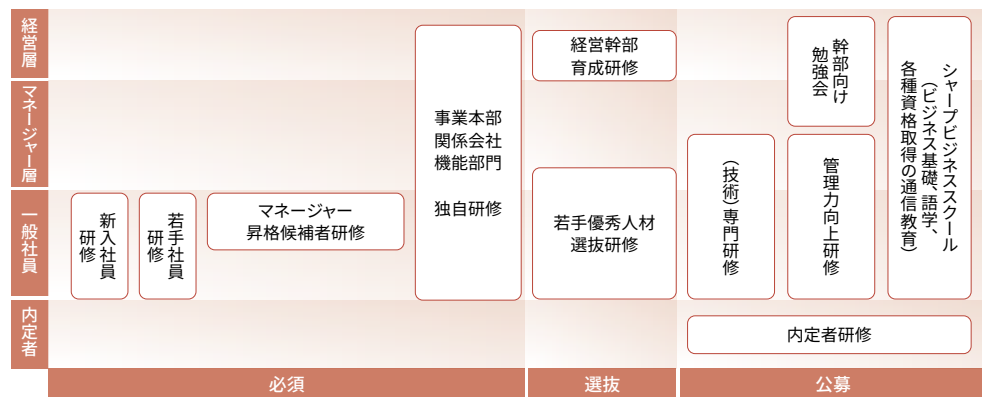 経営層
マネージャー層
一般社員
内定者
新入社員
研修
若手社員
研修
マネージャー
昇格候補者研修
事業本部
関係会社
機能部門
独自研修
経営幹部
育成研修
若手優秀人材
選抜研修
(技術)専門研修
幹部向け
勉強会
管理力向上研修
シャープビジネススクール
(ビジネス基礎、語学、
各種資格取得の通信教育)
内定者研修
必須
選抜
公募